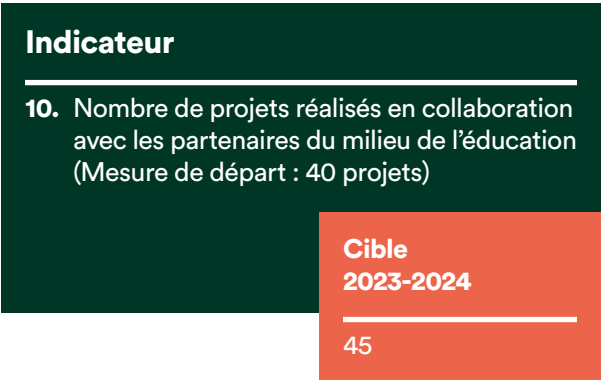 Indicateur
10. Nombre de projets réalisés en collaboration
avec les partenaires du milieu de l’éducation
(Mesure de départ : 40 projets)
Cible
2023-2024
45